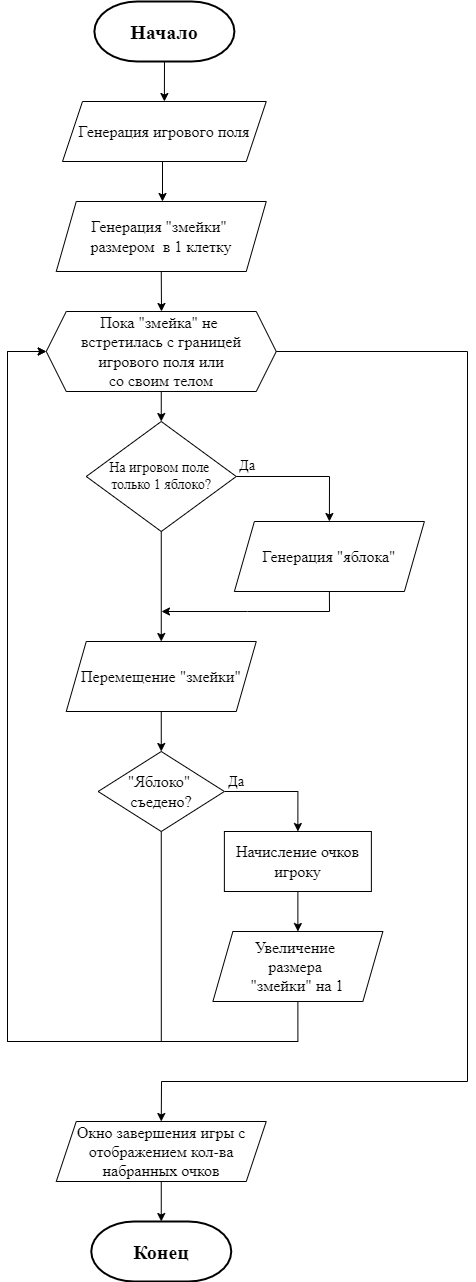 Начало
Генерация игрового поля
Генерация "змейки"
размером в 1 клетку
Пока "змейка" не
встретилась с границей
игрового поля или
со своим телом
На игровом поле
только 1 яблоко?
Да
Генерация "яблока"
Перемещение "змейки"
"Яблоко"
съедено?
Да
Начисление очков
игроку
Увеличение
размера
"змейки" на 1
Окно завершения игры с
отображением кол-ва
набранных очков
Конец